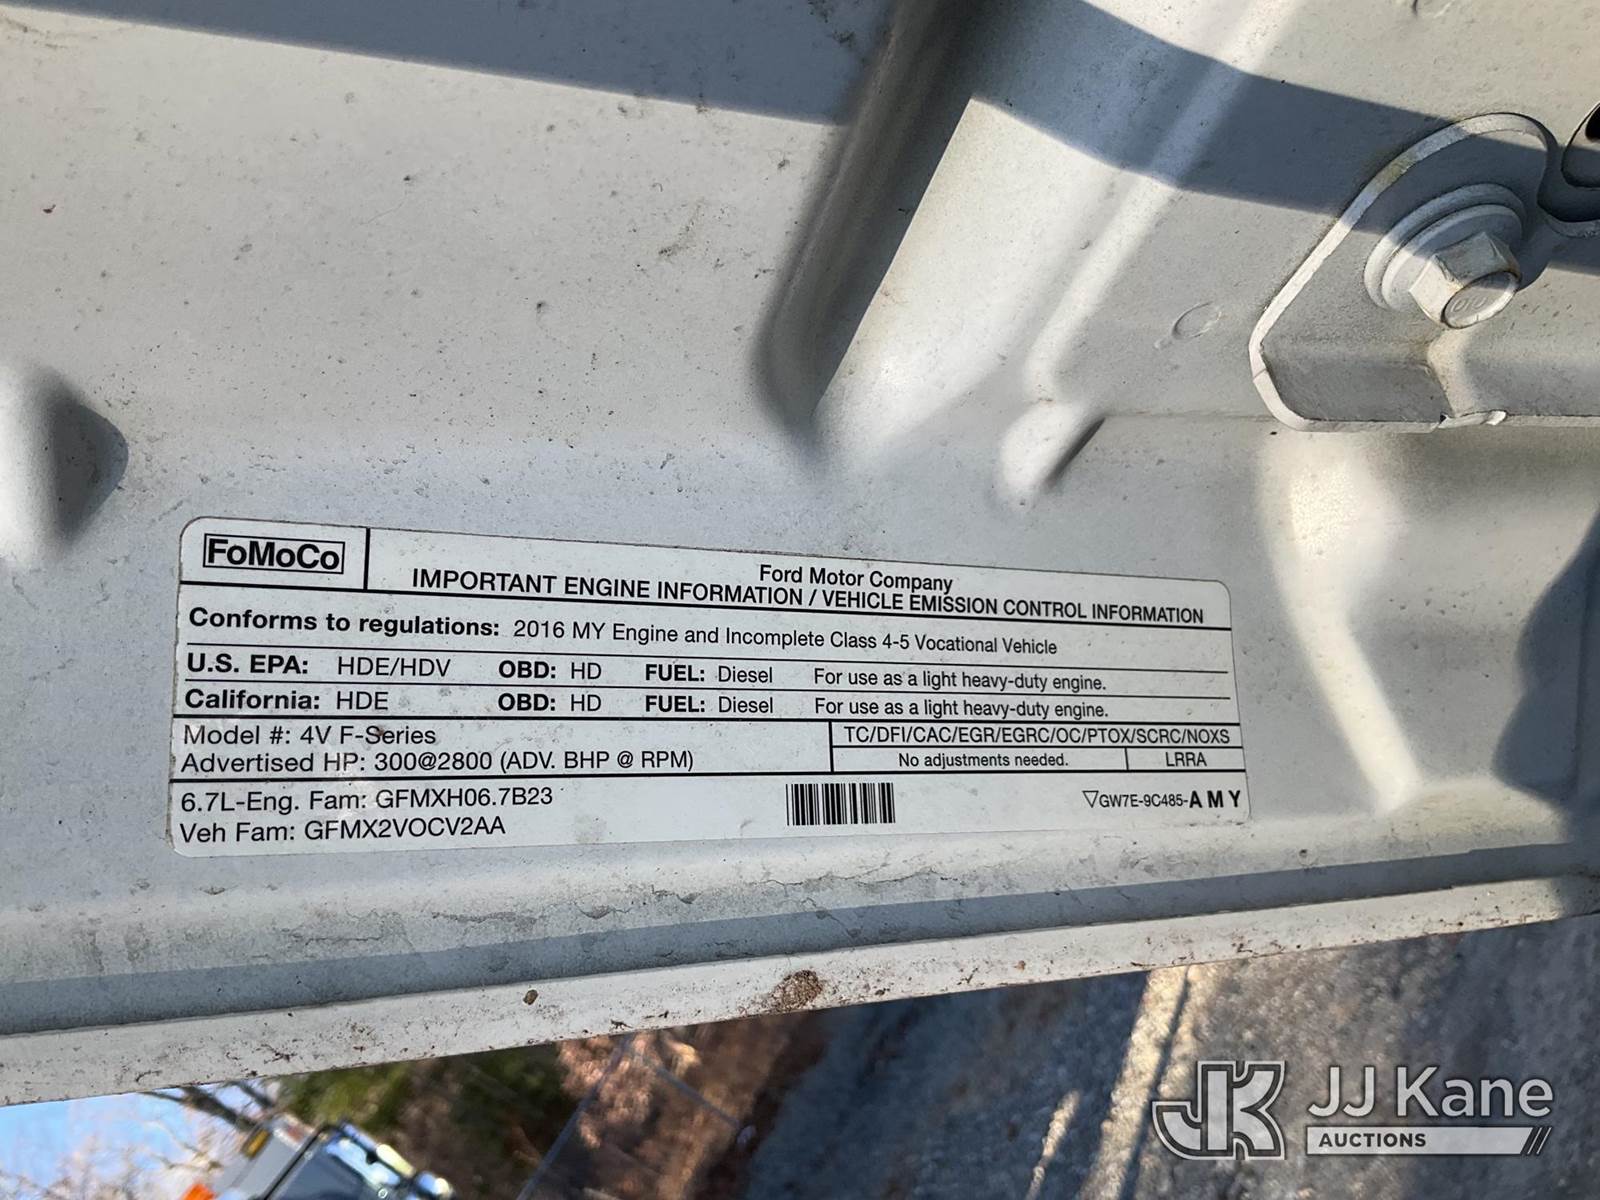 FoMoCo
Ford Motor Company
IMPORTANT ENGINE INFORMATION / VEHICLE EMISSION CONTROL INFORMATION
Conforms to regulations: 2016 MY Engine and Incomplete Class 4-5 Vocational Vehicle
U.S. EPA: HDE/HDV OBD: HD FUEL: Diesel For use as a light heavy-duty engine.
California: HDE OBD: HD FUEL: Diesel For use as a light heavy-duty engine.
Model #: 4V F-Series
Advertised HP: 300@2800 (ADV. BHP @ RPM)
TC/DFI/CAC/EGR/EGRC/OC/PTOX/SCRC/NOXS
No adjustments needed. LRRA
6.7L-Eng. Fam: GFMXH06.7B23
Veh Fam: GFMX2VOCV2AA
GW7E-9C485-AMY
JK JJ Kane
AUCTIONS